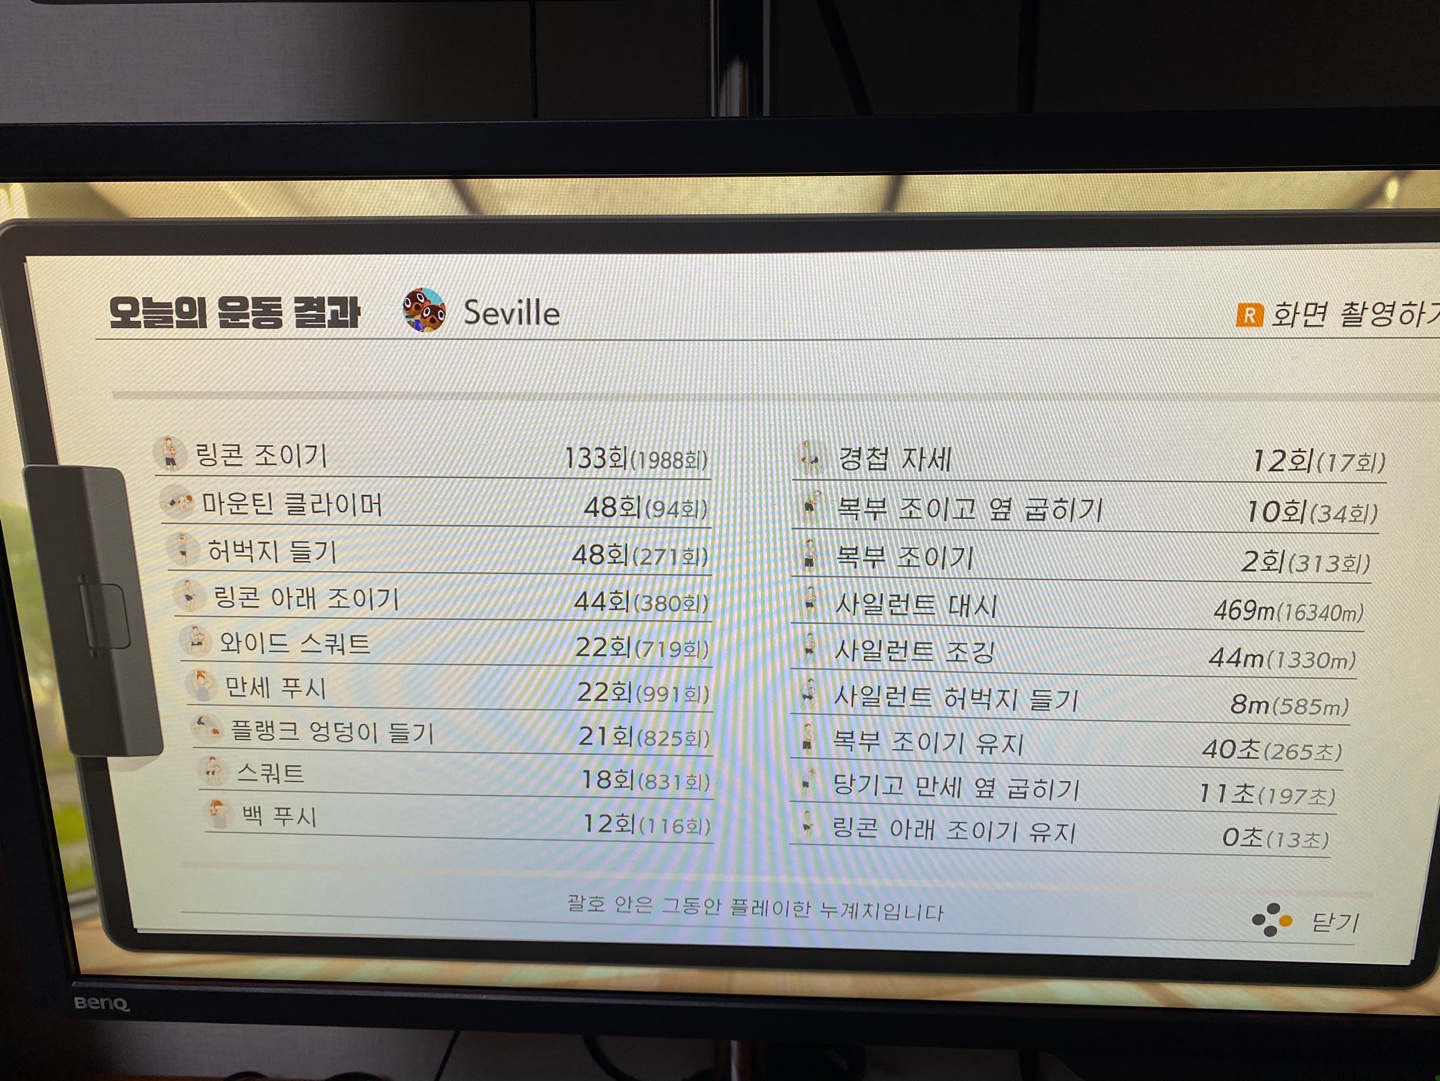 오늘의 운동 결과 Seville
R 화면 촬영하기
링콘 조이기 133회(1988회)
마운틴 클라이머 48회(94회)
허벅지 들기 48회(271회)
링콘 아래 조이기 44회(380회)
와이드 스쿼트 22회(719회)
만세 푸시 22회(991회)
플랭크 엉덩이 들기 21회(825회)
스쿼트 18회(831회)
백 푸시 12회(116회)
경첩 자세 12회(17회)
복부 조이고 옆 굽히기 10회(34회)
복부 조이기 2회(313회)
사일런트 대시 469m(16340m)
사일런트 조깅 44m(1330m)
사일런트 허벅지 들기 8m(585m)
복부 조이기 유지 40초(265초)
당기고 만세 옆 굽히기 11초(197초)
링콘 아래 조이기 유지 0초(13초)
괄호 안은 그동안 플레이한 누계치입니다
닫기
BenQ